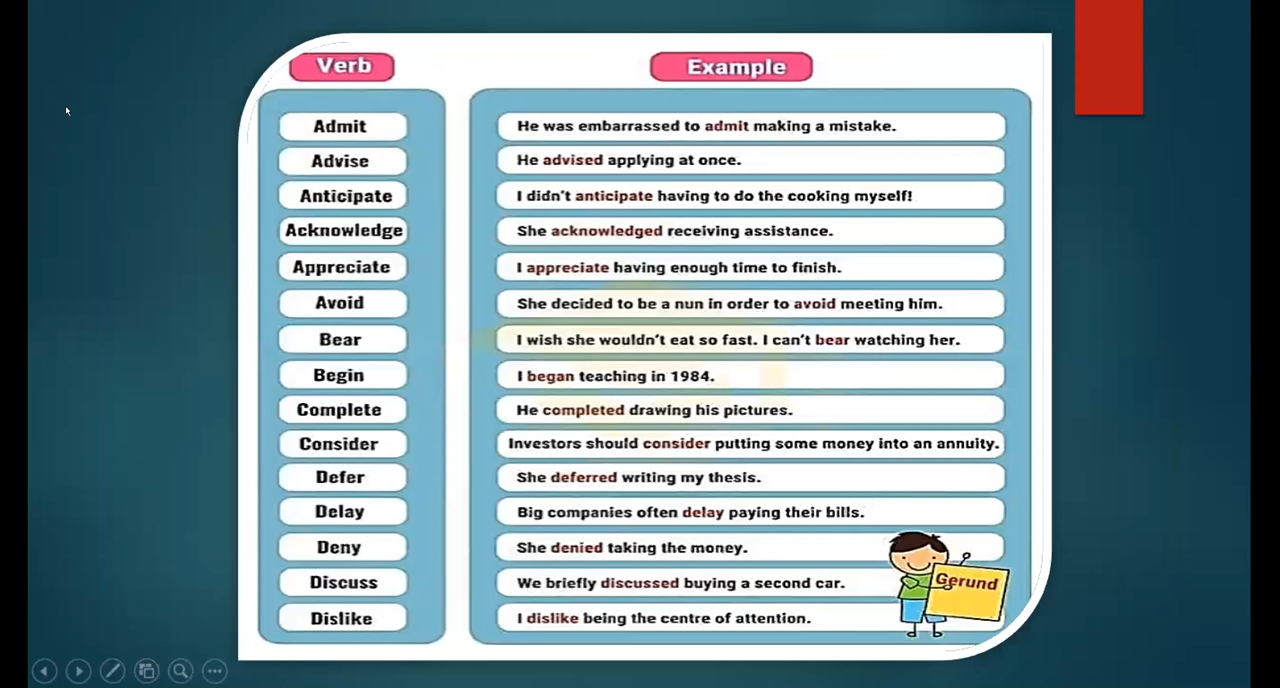 Verb Example
Admit He was embarrassed to admit making a mistake.
Advise He advised applying at once.
Anticipate I didn't anticipate having to do the cooking myself!
Acknowledge She acknowledged receiving assistance.
Appreciate I appreciate having enough time to finish.
Avoid She decided to be a nun in order to avoid meeting him.
Bear I wish she wouldn't eat so fast. I can't bear watching her.
Begin I began teaching in 1984.
Complete He completed drawing his pictures.
Consider Investors should consider putting some money into an annuity.
Defer She deferred writing my thesis.
Delay Big companies often delay paying their bills.
Deny She denied taking the money.
Discuss We briefly discussed buying a second car.
Gerund
Dislike I dislike being the centre of attention.